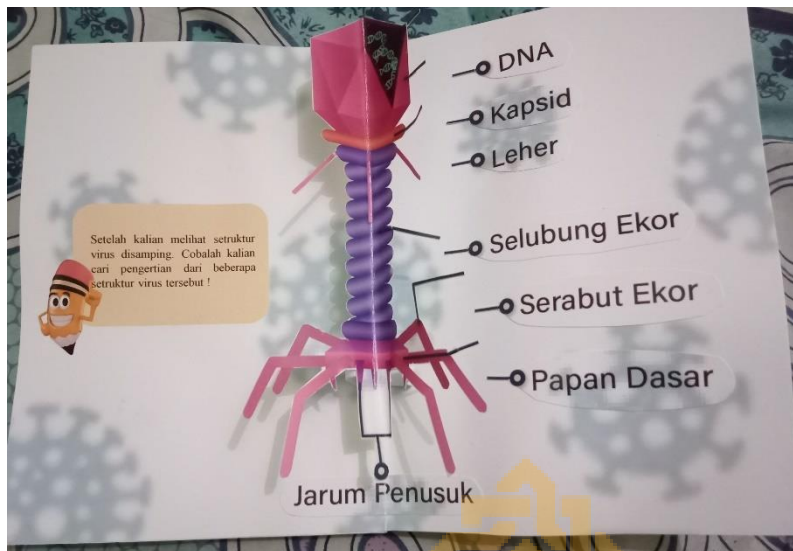 DNA
Kapsid
Leher
Selubung Ekor
Setelah kalian melihat setruktur
virus disamping. Cobalah kalian
cari pengertian dari beberapa
setruktur virus tersebut !
Serabut Ekor
Papan Dasar
Jarum Penusuk